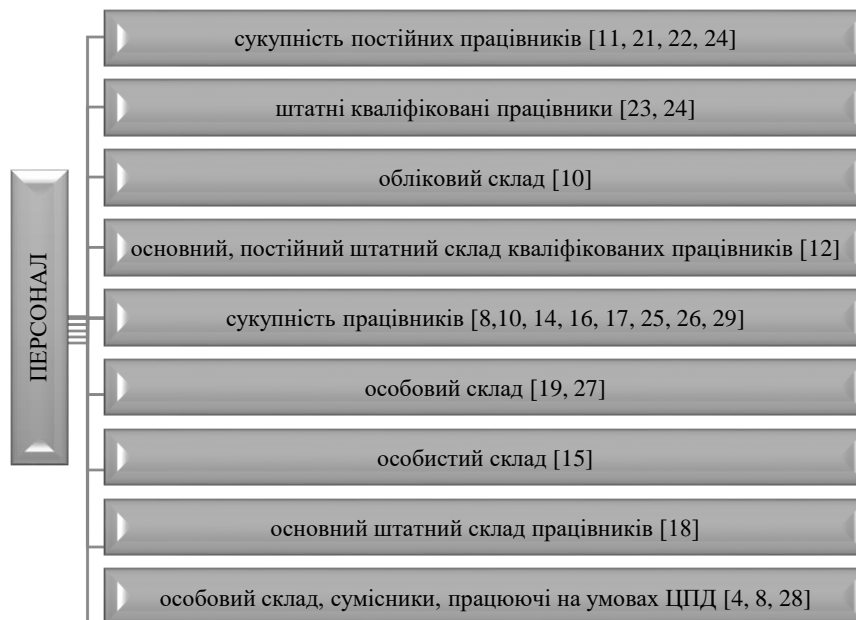 сукупність постійних працівників [11, 21, 22, 24]
штатні кваліфіковані працівники [23, 24]
обліковий склад [10]
основний, постійний штатний склад кваліфікованих працівників [12]
ПЕРСОНАЛ
сукупність працівників [8,10, 14, 16, 17, 25, 26, 29]
особовий склад [19, 27]
особистий склад [15]
основний штатний склад працівників [18]
особовий склад, сумісники, працюючі на умовах ЦПД [4, 8, 28]